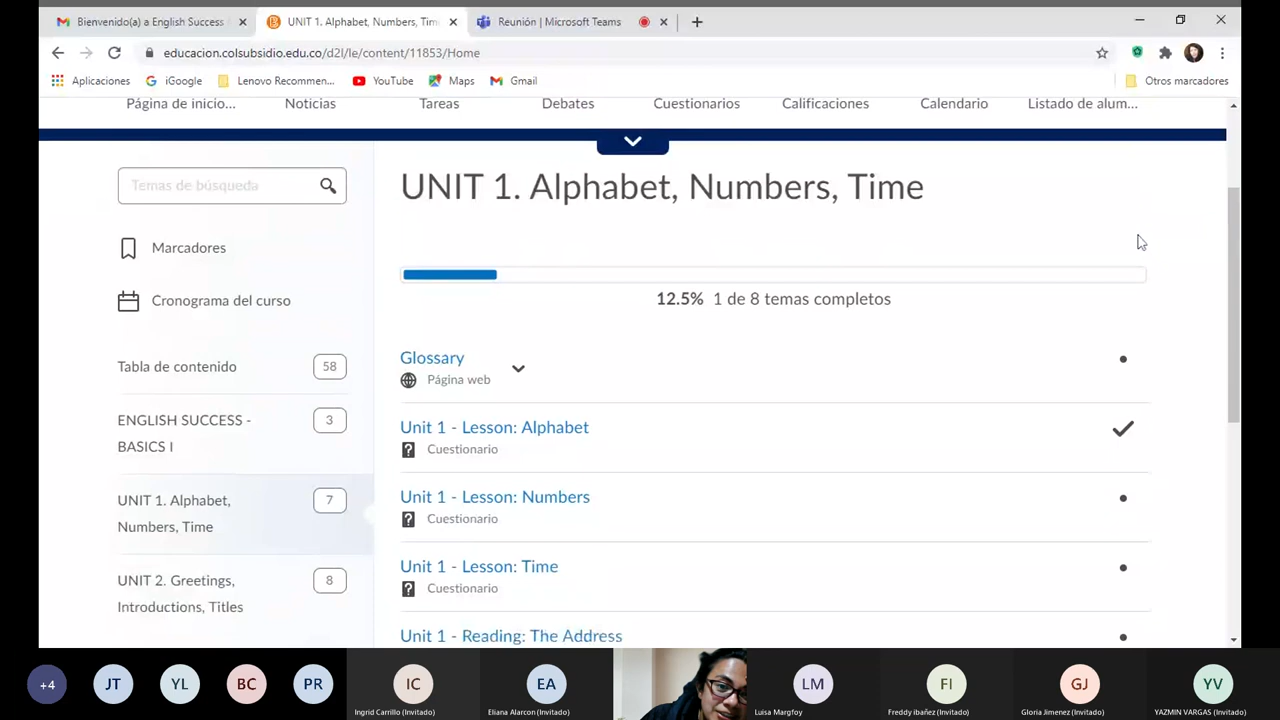 Bienvenido(a) a English Success
UNIT 1. Alphabet, Numbers, Tim
Reunión | Microsoft Teams
educacion.colsubsidio.edu.co/d2l/le/content/11853/Home
Aplicaciones
iGoogle
Lenovo Recommen...
YouTube
Maps
Gmail
Otros marcadores
Página de inicio...
Noticias
Tareas
Debates
Cuestionarios
Calificaciones
Calendario
Listado de alum...
Temas de búsqueda
Marcadores
Cronograma del curso
Tabla de contenido
58
ENGLISH SUCCESS -
BASICS I
3
UNIT 1. Alphabet,
Numbers, Time
7
UNIT 2. Greetings,
Introductions, Titles
8
UNIT 1. Alphabet, Numbers, Time
12.5% 1 de 8 temas completos
Glossary
Página web
Unit 1 - Lesson: Alphabet
Cuestionario
Unit 1 - Lesson: Numbers
Cuestionario
Unit 1 - Lesson: Time
Cuestionario
Unit 1 - Reading: The Address
+4
JT
YL
BC
PR
IC
Ingrid Carrillo (Invitado)
EA
Eliana Alarcon (Invitado)
LM
Luisa Margfoy
FI
Freddy ibañez (Invitado)
GJ
Gloria Jimenez (Invitado)
YV
YAZMIN VARGAS (Invitado)